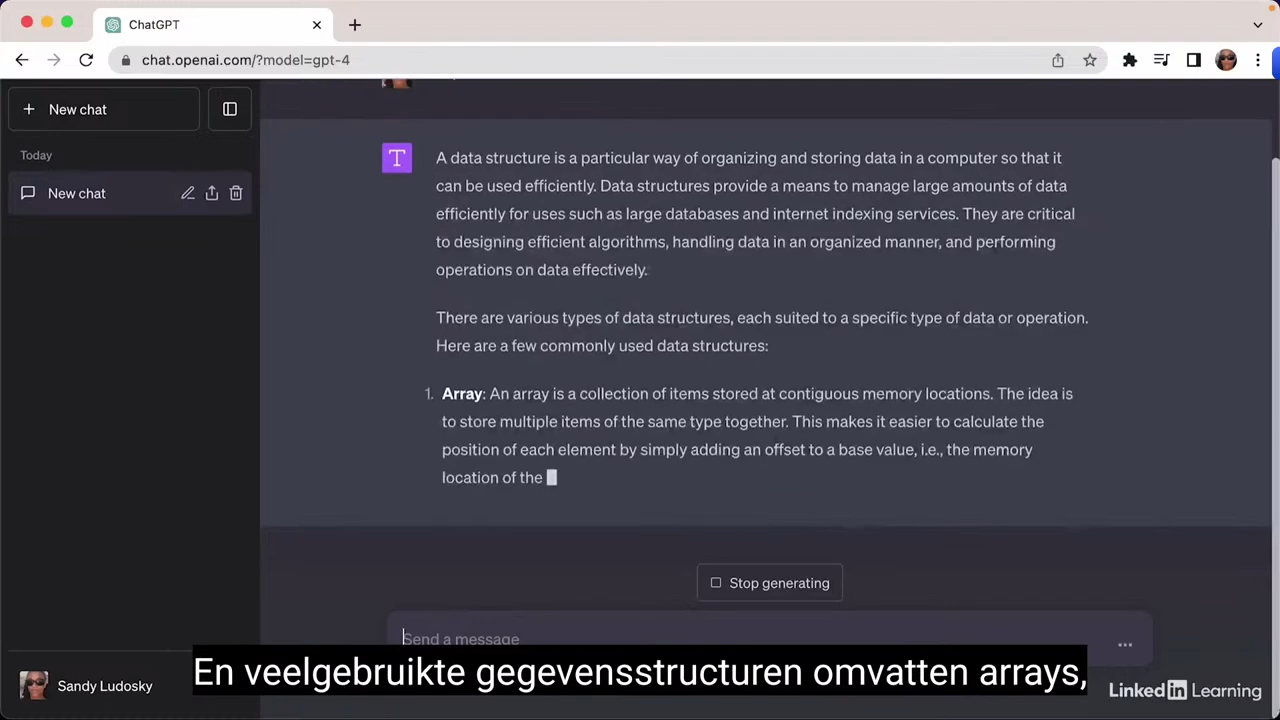 ChatGPT
chat.openai.com/?model=gpt-4
New chat
Today
New chat
T
A data structure is a particular way of organizing and storing data in a computer so that it
can be used efficiently. Data structures provide a means to manage large amounts of data
efficiently for uses such as large databases and internet indexing services. They are critical
to designing efficient algorithms, handling data in an organized manner, and performing
operations on data effectively.
There are various types of data structures, each suited to a specific type of data or operation.
Here are a few commonly used data structures:
1. Array: An array is a collection of items stored at contiguous memory locations. The idea is
to store multiple items of the same type together. This makes it easier to calculate the
position of each element by simply adding an offset to a base value, i.e., the memory
location of the
Stop generating
Send a message
En veelgebruikte gegevensstructuren omvatten arrays,
Sandy Ludosky
LinkedIn Learning